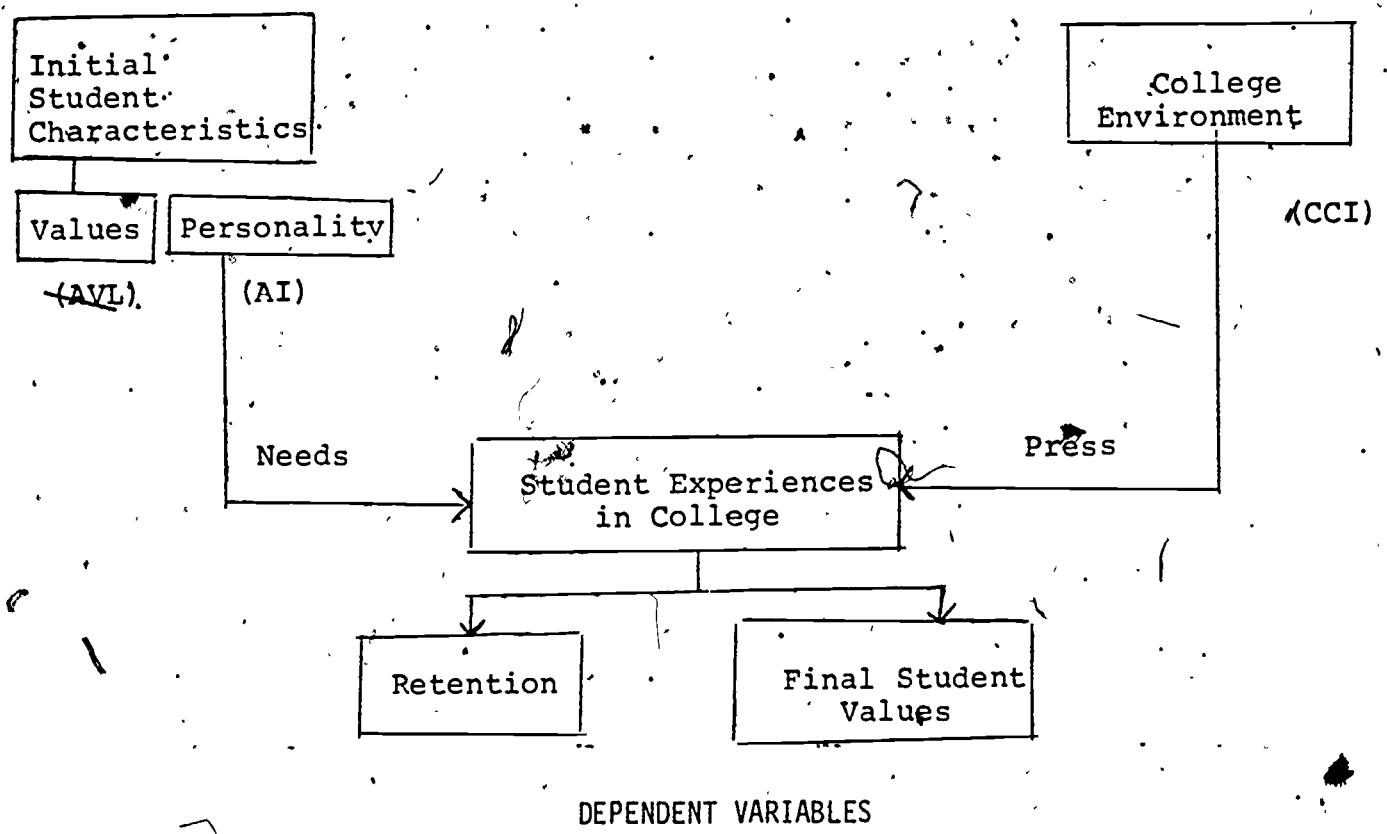 Initial
Student
Characteristics
College
Environment
Values
Personality
(AVL)
(AI)
(CCI)
Needs
Press
Student Experiences
in College
Retention
Final Student
Values
DEPENDENT VARIABLES